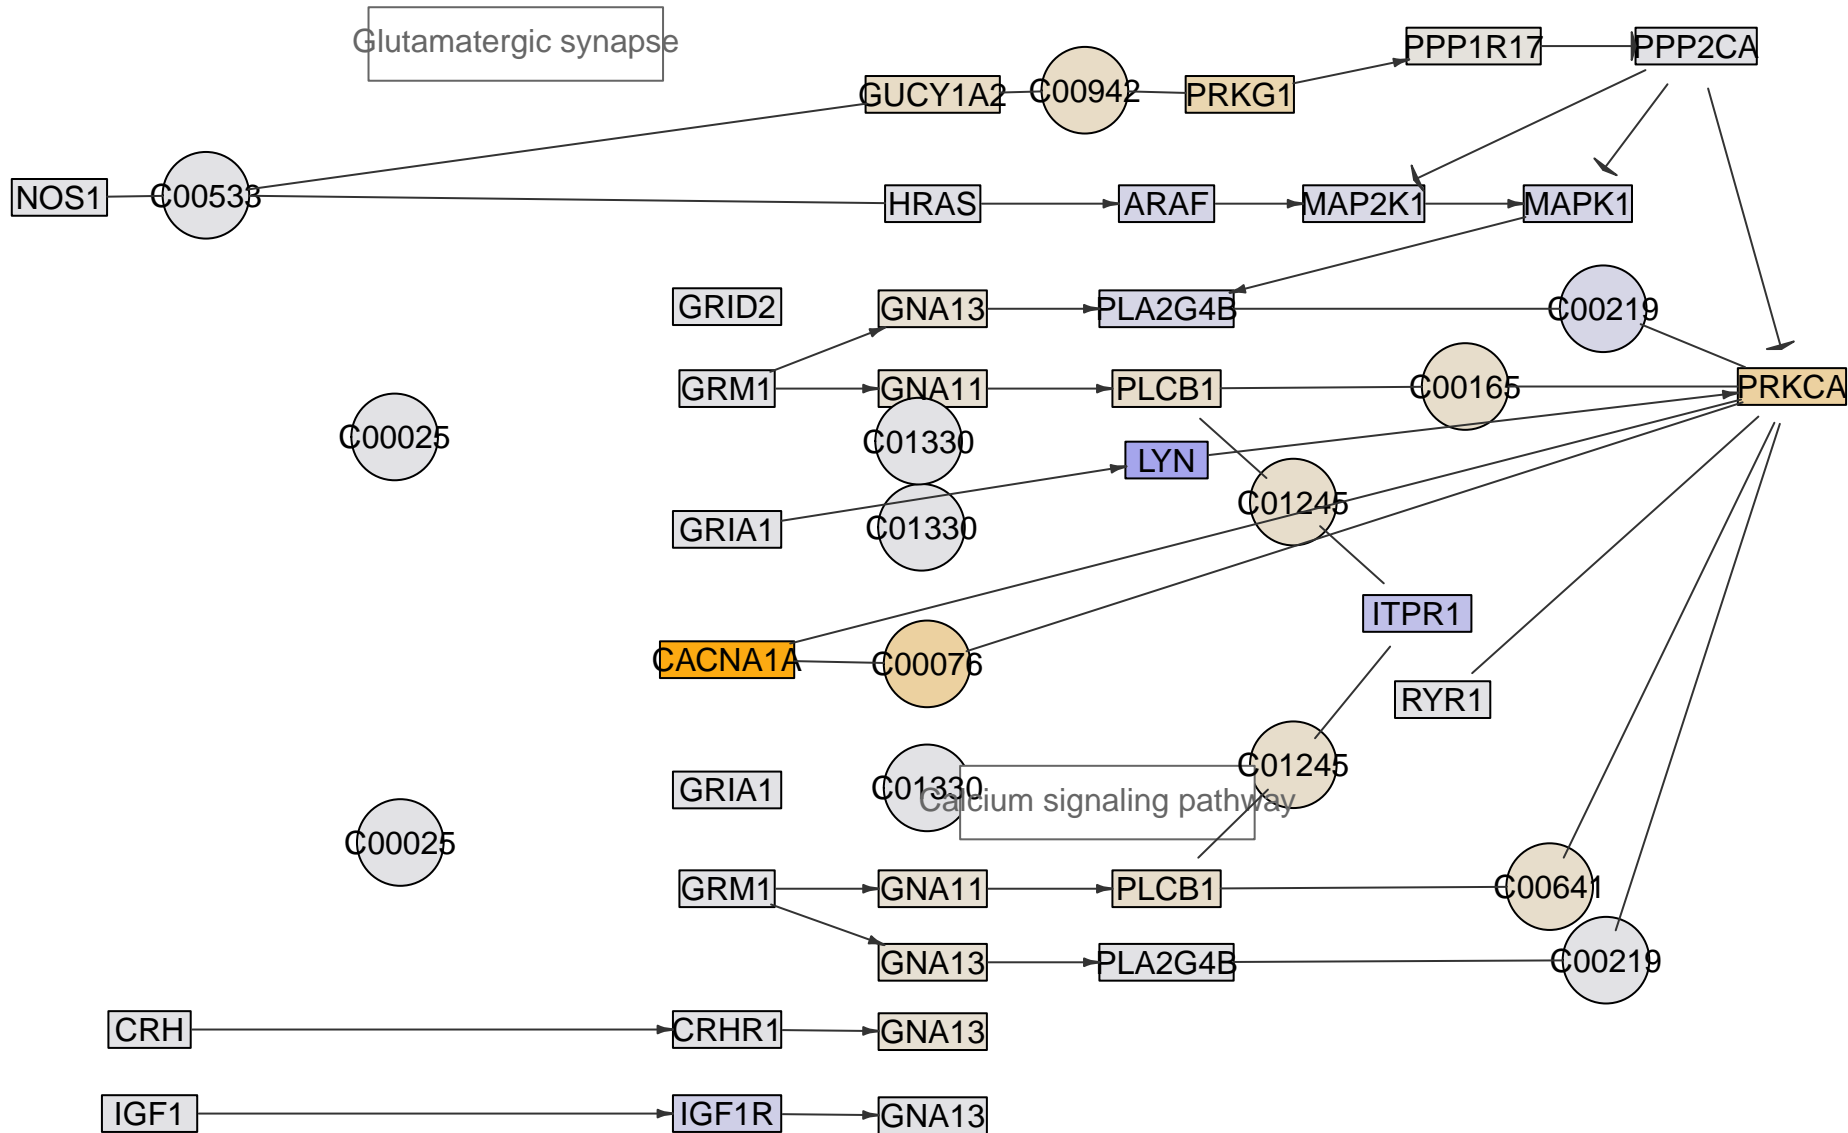 Glutamatergic synapse
PPP1R17
PPP2CA
GUCY1A2
C00942
PRKG1
NOS1
C00533
HRAS
ARAF
MAP2K1
MAPK1
GRID2
GNA13
PLA2G4B
C00219
GRM1
GNA11
PLCB1
C00165
PRKCA
C00025
C01330
LYN
C01245
GRIA1
C01330
ITPR1
CACNA1A
C00076
RYR1
C01245
GRIA1
C01330
Calcium signaling pathway
C00025
GRM1
GNA11
PLCB1
C00641
GNA13
PLA2G4B
C00219
CRH
CRHR1
GNA13
IGF1
IGF1R
GNA13